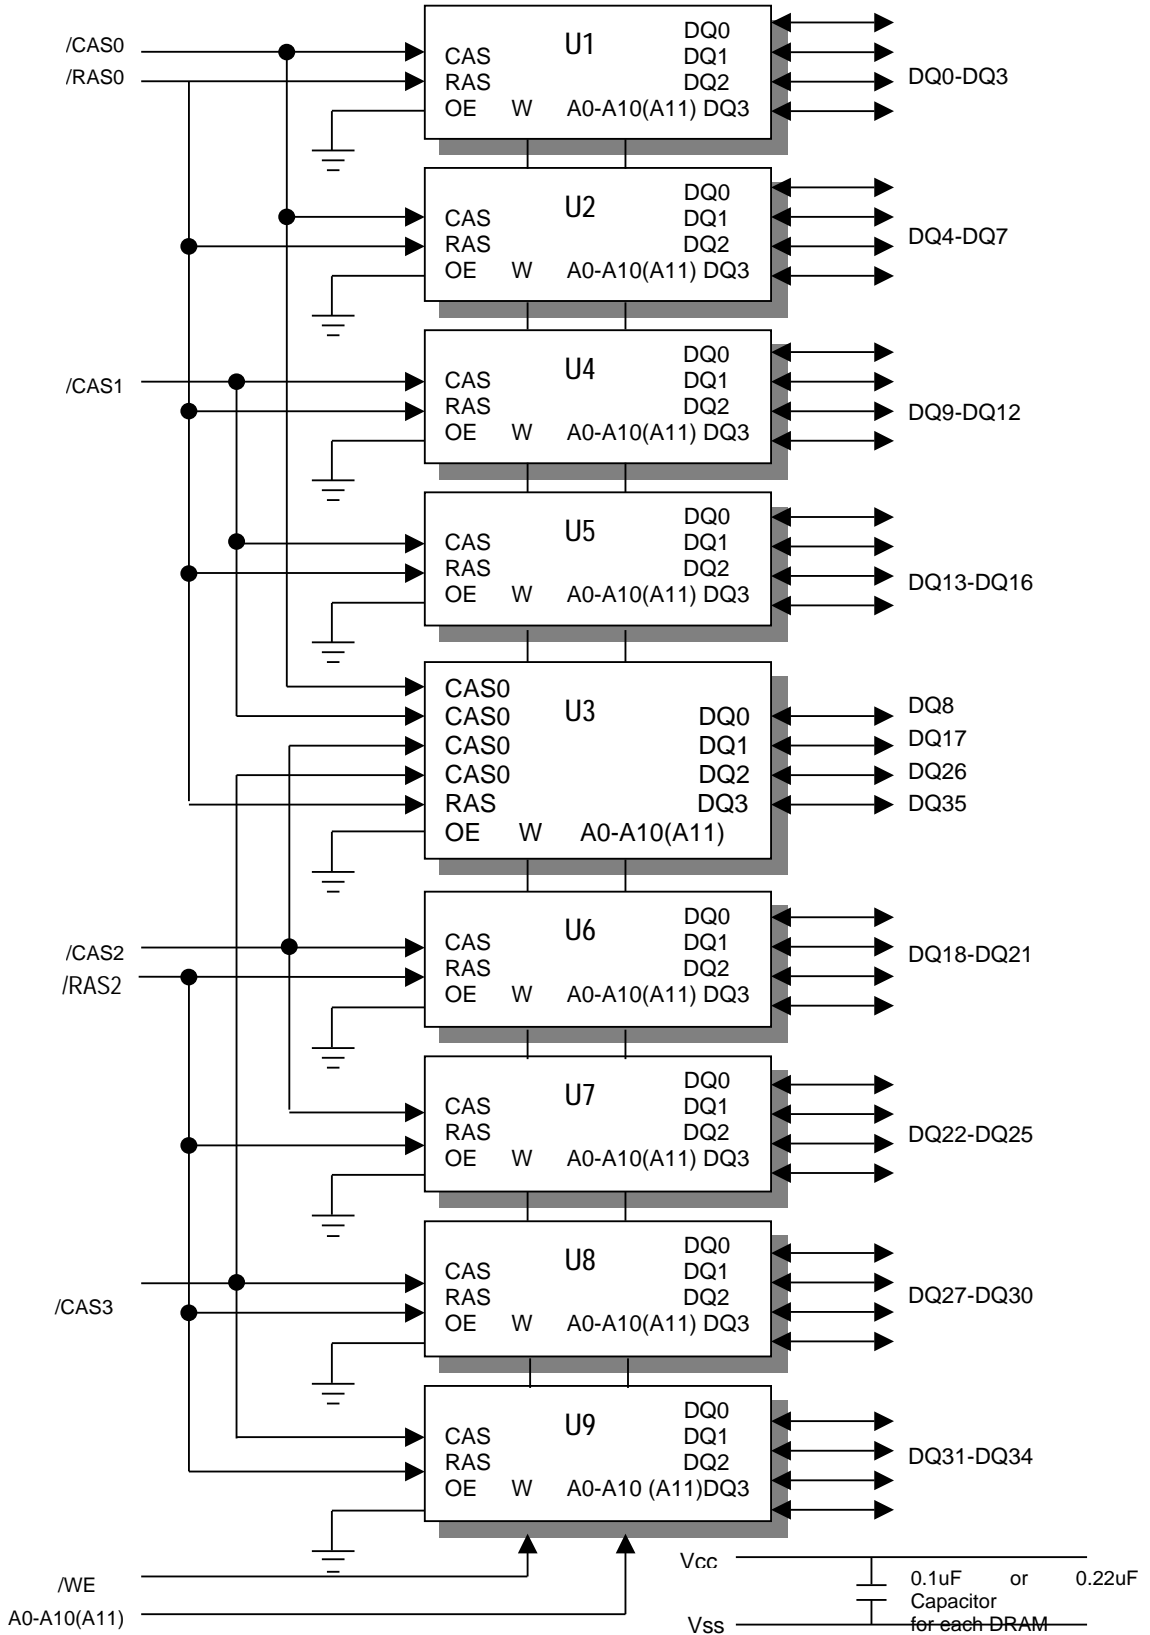 /CAS0
/RAS0
U1
CAS
RAS
OE W A0-A10(A11) DQ3
DQ0
DQ1
DQ2
DQ0-DQ3
U2
CAS
RAS
OE W A0-A10(A11) DQ3
DQ0
DQ1
DQ2
DQ4-DQ7
/CAS1
U4
CAS
RAS
OE W A0-A10(A11) DQ3
DQ0
DQ1
DQ2
DQ9-DQ12
U5
CAS
RAS
OE W A0-A10(A11) DQ3
DQ0
DQ1
DQ2
DQ13-DQ16
U3
CAS0
CAS0
CAS0
CAS0
RAS
OE W A0-A10(A11)
DQ0
DQ1
DQ2
DQ3
DQ8
DQ17
DQ26
DQ35
/CAS2
/RAS2
U6
CAS
RAS
OE W A0-A10(A11) DQ3
DQ0
DQ1
DQ2
DQ18-DQ21
U7
CAS
RAS
OE W A0-A10(A11) DQ3
DQ0
DQ1
DQ2
DQ22-DQ25
/CAS3
U8
CAS
RAS
OE W A0-A10(A11) DQ3
DQ0
DQ1
DQ2
DQ27-DQ30
U9
CAS
RAS
OE W A0-A10 (A11)DQ3
DQ0
DQ1
DQ2
DQ31-DQ34
/WE
A0-A10(A11)
Vcc
0.1uF or 0.22uF
Capacitor
for each DRAM
Vss